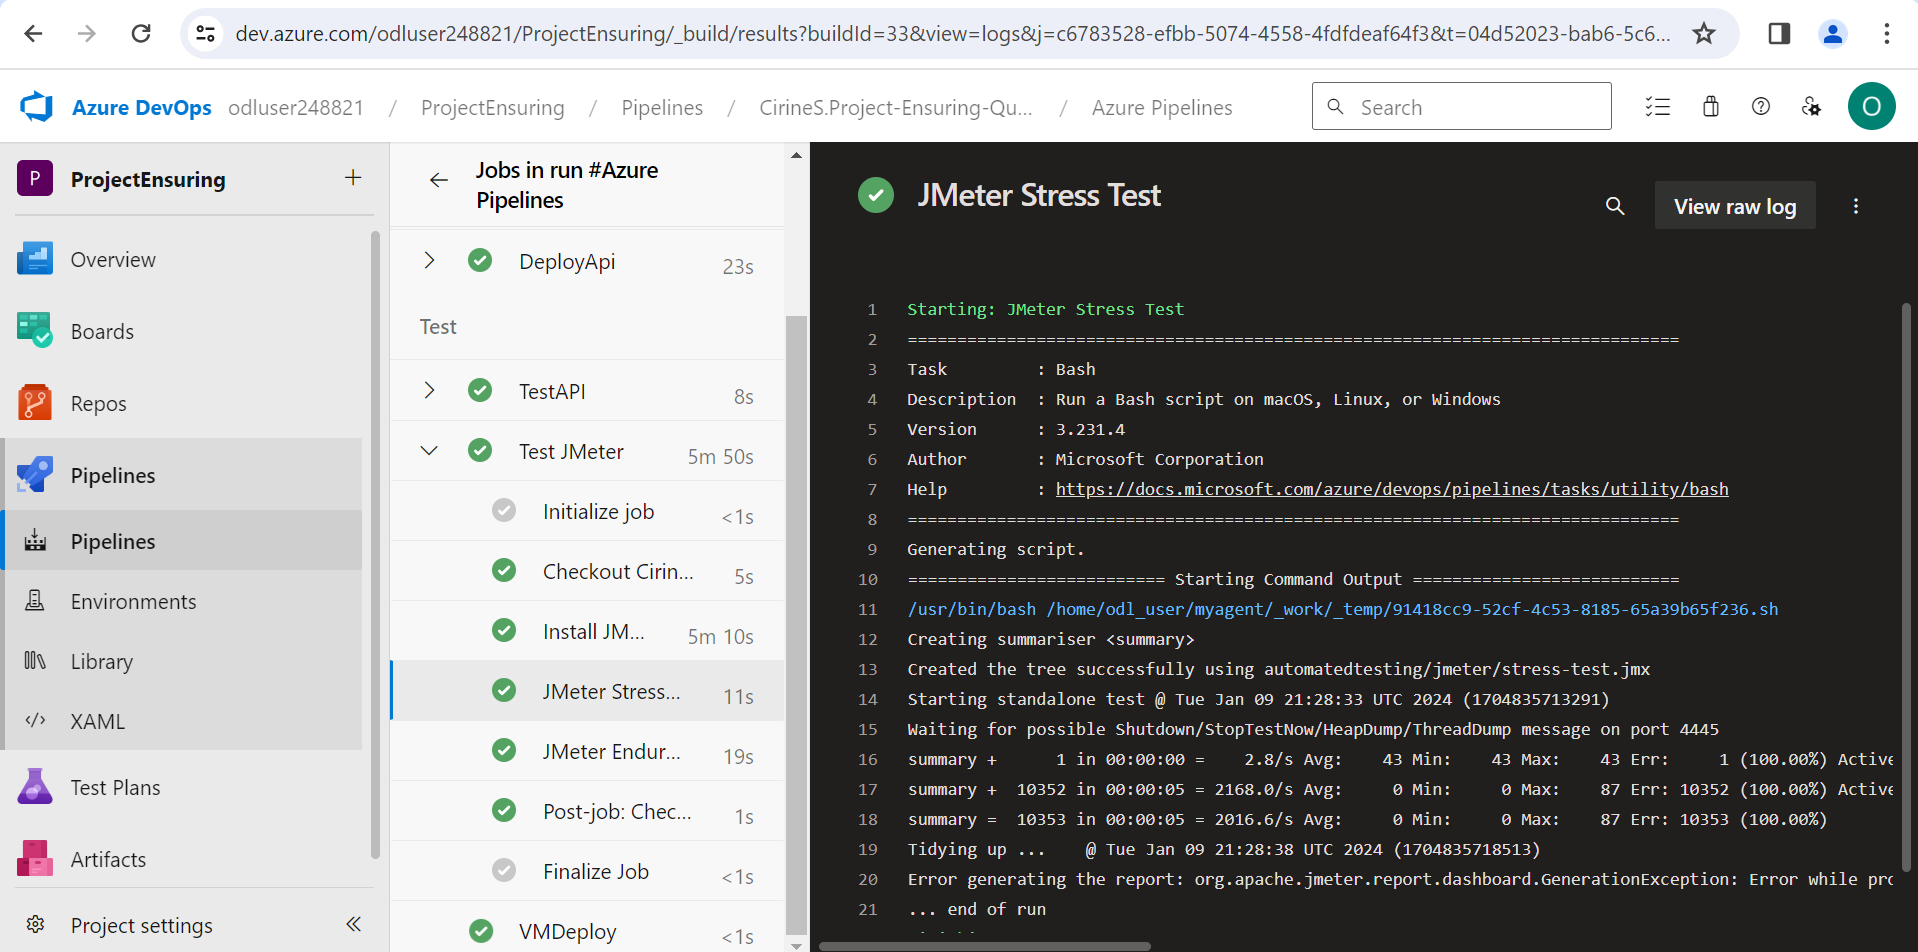 dev.azure.com/odluser248821/ProjectEnsuring/_build/results?buildId=33&view=logs&j=c6783528-efbb-5074-4558-4fdfdeaf64f3&t=04d52023-bab6-5c6...
Azure DevOps odluser248821 / ProjectEnsuring / Pipelines / CirineS.Project-Ensuring-Qu... / Azure Pipelines
Search
O
P ProjectEnsuring +
Overview
Boards
Repos
Pipelines
Pipelines
Environments
Library
XAML
Test Plans
Artifacts
Project settings
Jobs in run #Azure
Pipelines
DeployApi 23s
Test
TestAPI 8s
Test JMeter 5m 50s
Initialize job <1s
Checkout Cirin... 5s
Install JM... 5m 10s
JMeter Stress... 11s
JMeter Endur... 19s
Post-job: Chec... 1s
Finalize Job <1s
VMDeploy <1s
JMeter Stress Test
View raw log
1 Starting: JMeter Stress Test
2 ==============================================================================
3 Task : Bash
4 Description : Run a Bash script on macOS, Linux, or Windows
5 Version : 3.231.4
6 Author : Microsoft Corporation
7 Help : https://docs.microsoft.com/azure/devops/pipelines/tasks/utility/bash
8 ==============================================================================
9 Generating script.
10 ========================== Starting Command Output ===========================
11 /usr/bin/bash /home/odl_user/myagent/_work/_temp/91418cc9-52cf-4c53-8185-65a39b65f236.sh
12 Creating summariser <summary>
13 Created the tree successfully using automatedtesting/jmeter/stress-test.jmx
14 Starting standalone test @ Tue Jan 09 21:28:33 UTC 2024 (1704835713291)
15 Waiting for possible Shutdown/StopTestNow/HeapDump/ThreadDump message on port 4445
16 summary + 1 in 00:00:00 = 2.8/s Avg: 43 Min: 43 Max: 43 Err: 1 (100.00%) Active
17 summary + 10352 in 00:00:05 = 2168.0/s Avg: 0 Min: 0 Max: 87 Err: 10352 (100.00%) Active
18 summary = 10353 in 00:00:05 = 2016.6/s Avg: 0 Min: 0 Max: 87 Err: 10353 (100.00%)
19 Tidying up ... @ Tue Jan 09 21:28:38 UTC 2024 (1704835718513)
20 Error generating the report: org.apache.jmeter.report.dashboard.GenerationException: Error while pro
21 ... end of run